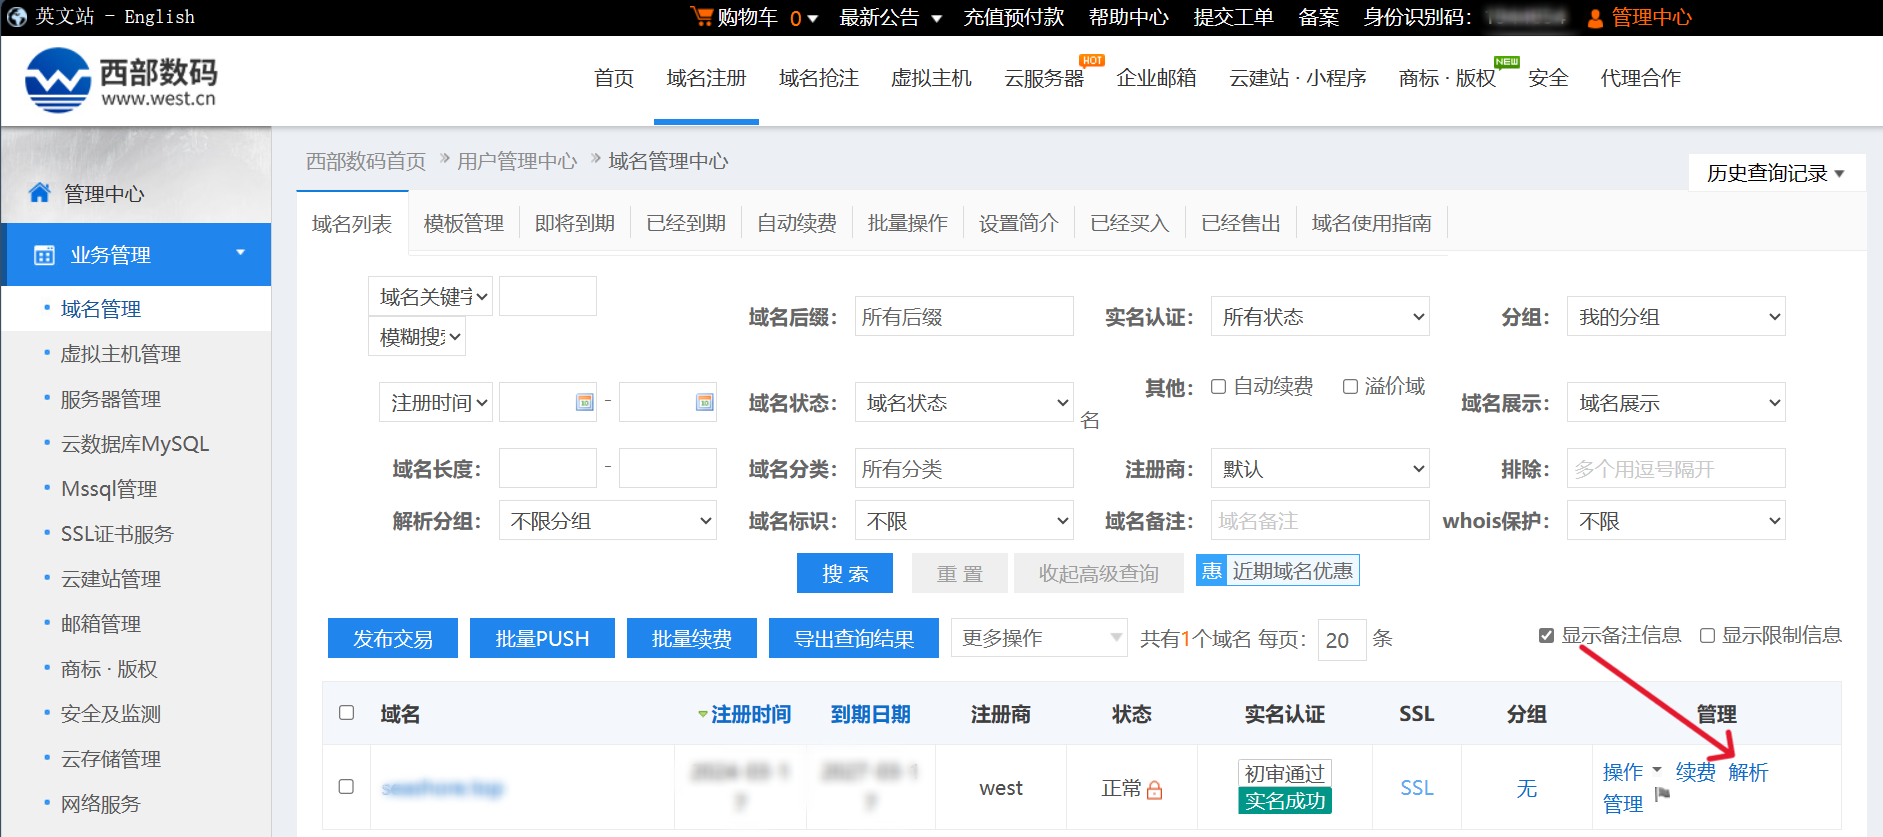 英文站 - English
购物车 0
最新公告
充值预付款
帮助中心
提交工单
备案
身份识别码：
管理中心
西部数码
www.west.cn
首页
域名注册
域名抢注
虚拟主机
云服务器
HOT
企业邮箱
云建站 · 小程序
商标 · 版权
NEW
安全
代理合作
管理中心
业务管理
域名管理
虚拟主机管理
服务器管理
云数据库MySQL
Mssql管理
SSL证书服务
云建站管理
邮箱管理
商标 · 版权
安全及监测
云存储管理
网络服务
西部数码首页 » 用户管理中心 » 域名管理中心
历史查询记录
域名列表
模板管理
即将到期
已经到期
自动续费
批量操作
设置简介
已经买入
已经售出
域名使用指南
域名关键字
模糊搜索
域名后缀： 所有后缀
实名认证： 所有状态
分组： 我的分组
注册时间 -
域名状态： 域名状态
其他： 自动续费 溢价域
名
域名展示： 域名展示
域名长度： -
域名分类： 所有分类
注册商： 默认
排除： 多个用逗号隔开
解析分组： 不限分组
域名标识： 不限
域名备注： 域名备注
whois保护： 不限
搜 索
重 置
收起高级查询
惠 近期域名优惠
发布交易
批量PUSH
批量续费
导出查询结果
更多操作
共有1个域名 每页： 20 条
显示备注信息
显示限制信息
域名
注册时间
到期日期
注册商
状态
实名认证
SSL
分组
管理
west
正常
初审通过
实名成功
SSL
无
操作 续费 解析
管理